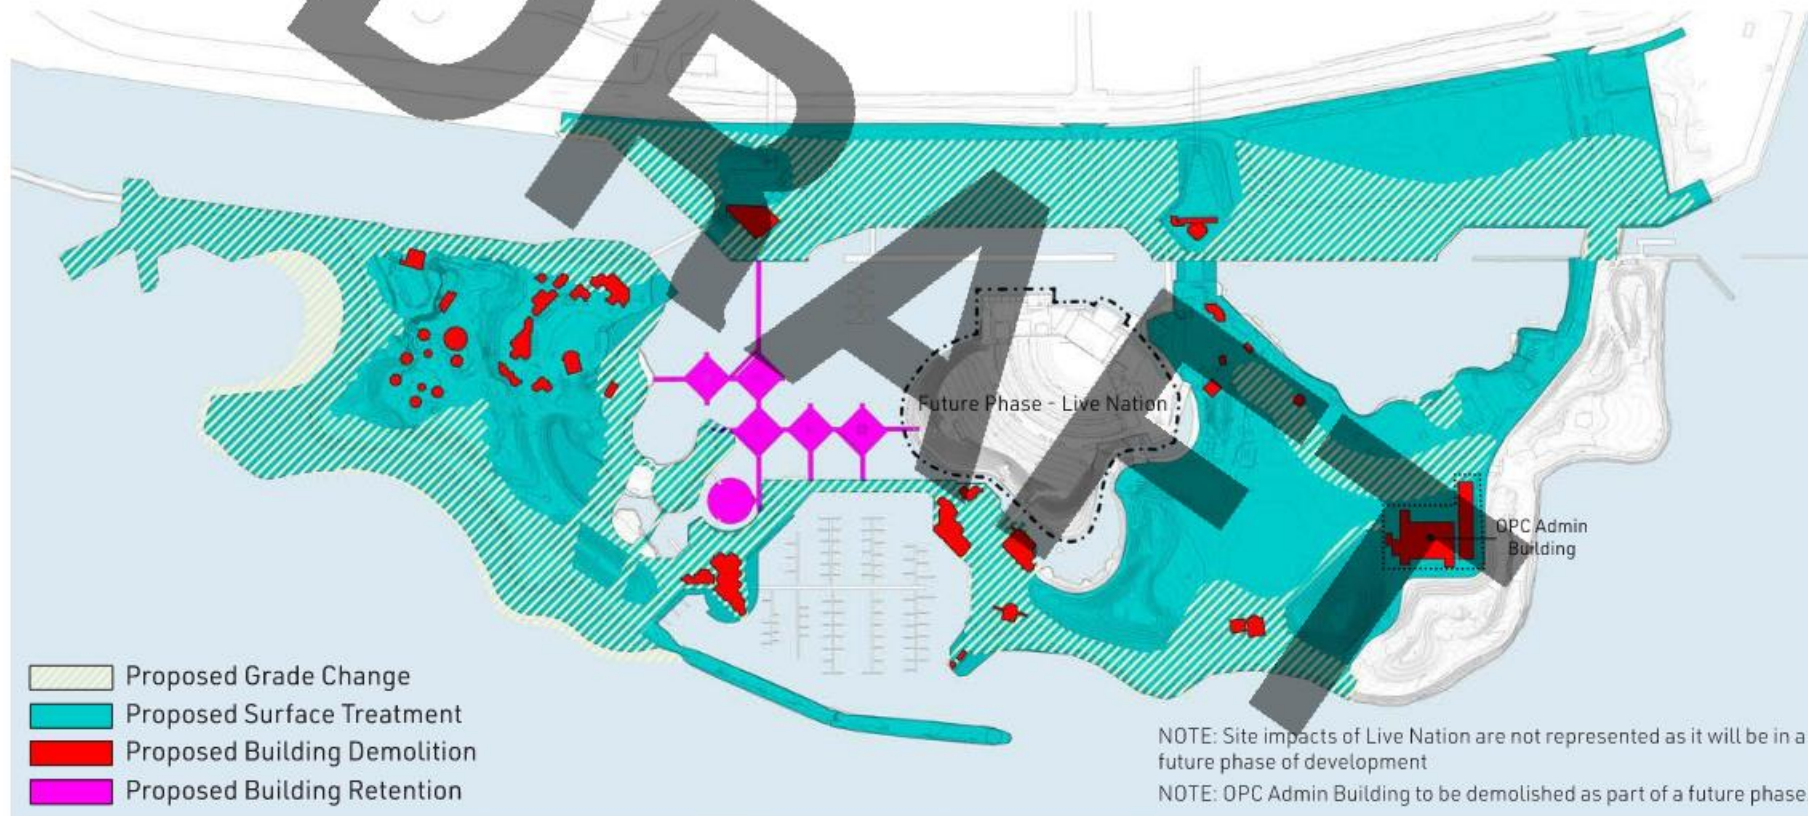 DRAFT
Future Phase - Live Nation
OPC Admin
Building
Proposed Grade Change
Proposed Surface Treatment
Proposed Building Demolition
Proposed Building Retention
NOTE: Site impacts of Live Nation are not represented as it will be in a
future phase of development
NOTE: OPC Admin Building to be demolished as part of a future phase